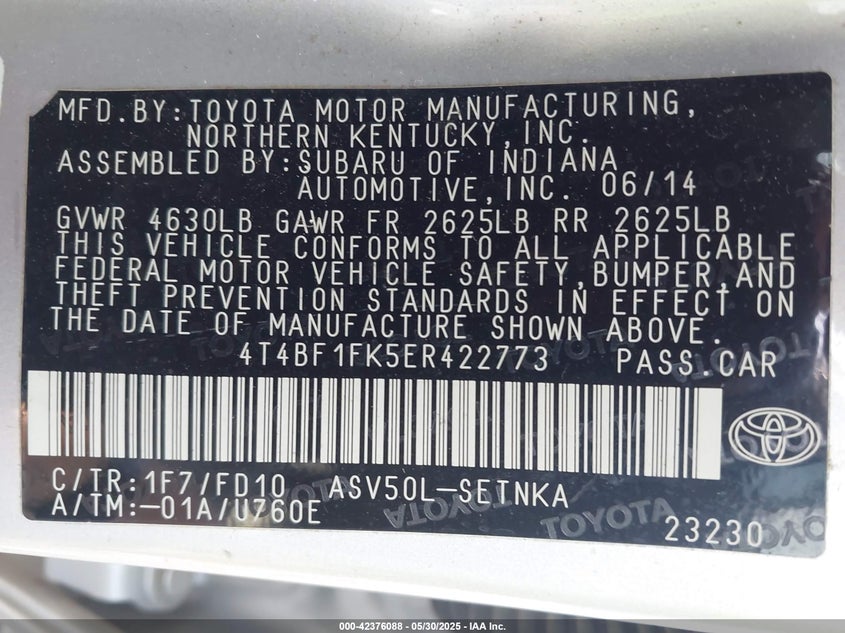 MFD.BY:TOYOTA MOTOR MANUFACTURING,
NORTHERN KENTUCKY,INC.
ASSEMBLED BY:SUBARU OF INDIANA
AUTOMOTIVE,INC. 06/14
GVWR 4630LB GAWR FR 2625LB RR 2625LB
THIS VEHICLE CONFORMS TO ALL APPLICABLE
FEDERAL MOTOR VEHICLE SAFETY,BUMPER,AND
THEFT PREVENTION STANDARDS IN EFFECT ON
THE DATE OF MANUFACTURE SHOWN ABOVE.
4T4BF1FK5ER422773 PASS.CAR
C/TR:1F7/FD10 ASV50L-SETNKA
A/TM:-01A/U760E
23230
TOYOTA
000-42376088 - 05/30/2025 - IAA Inc.